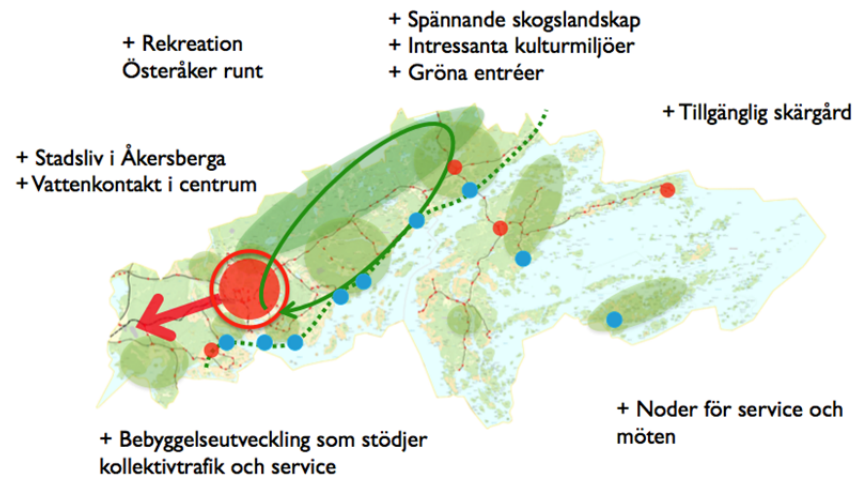 + Rekreation
Österåker runt
+ Spännande skogslandskap
+ Intressanta kulturmiljöer
+ Gröna entréer
+ Tillgänglig skärgård
+ Stadsliv i Åkersberga
+ Vattenkontakt i centrum
+ Noder för service och
möten
+ Bebyggelseutveckling som stödjer
kollektivtrafik och service